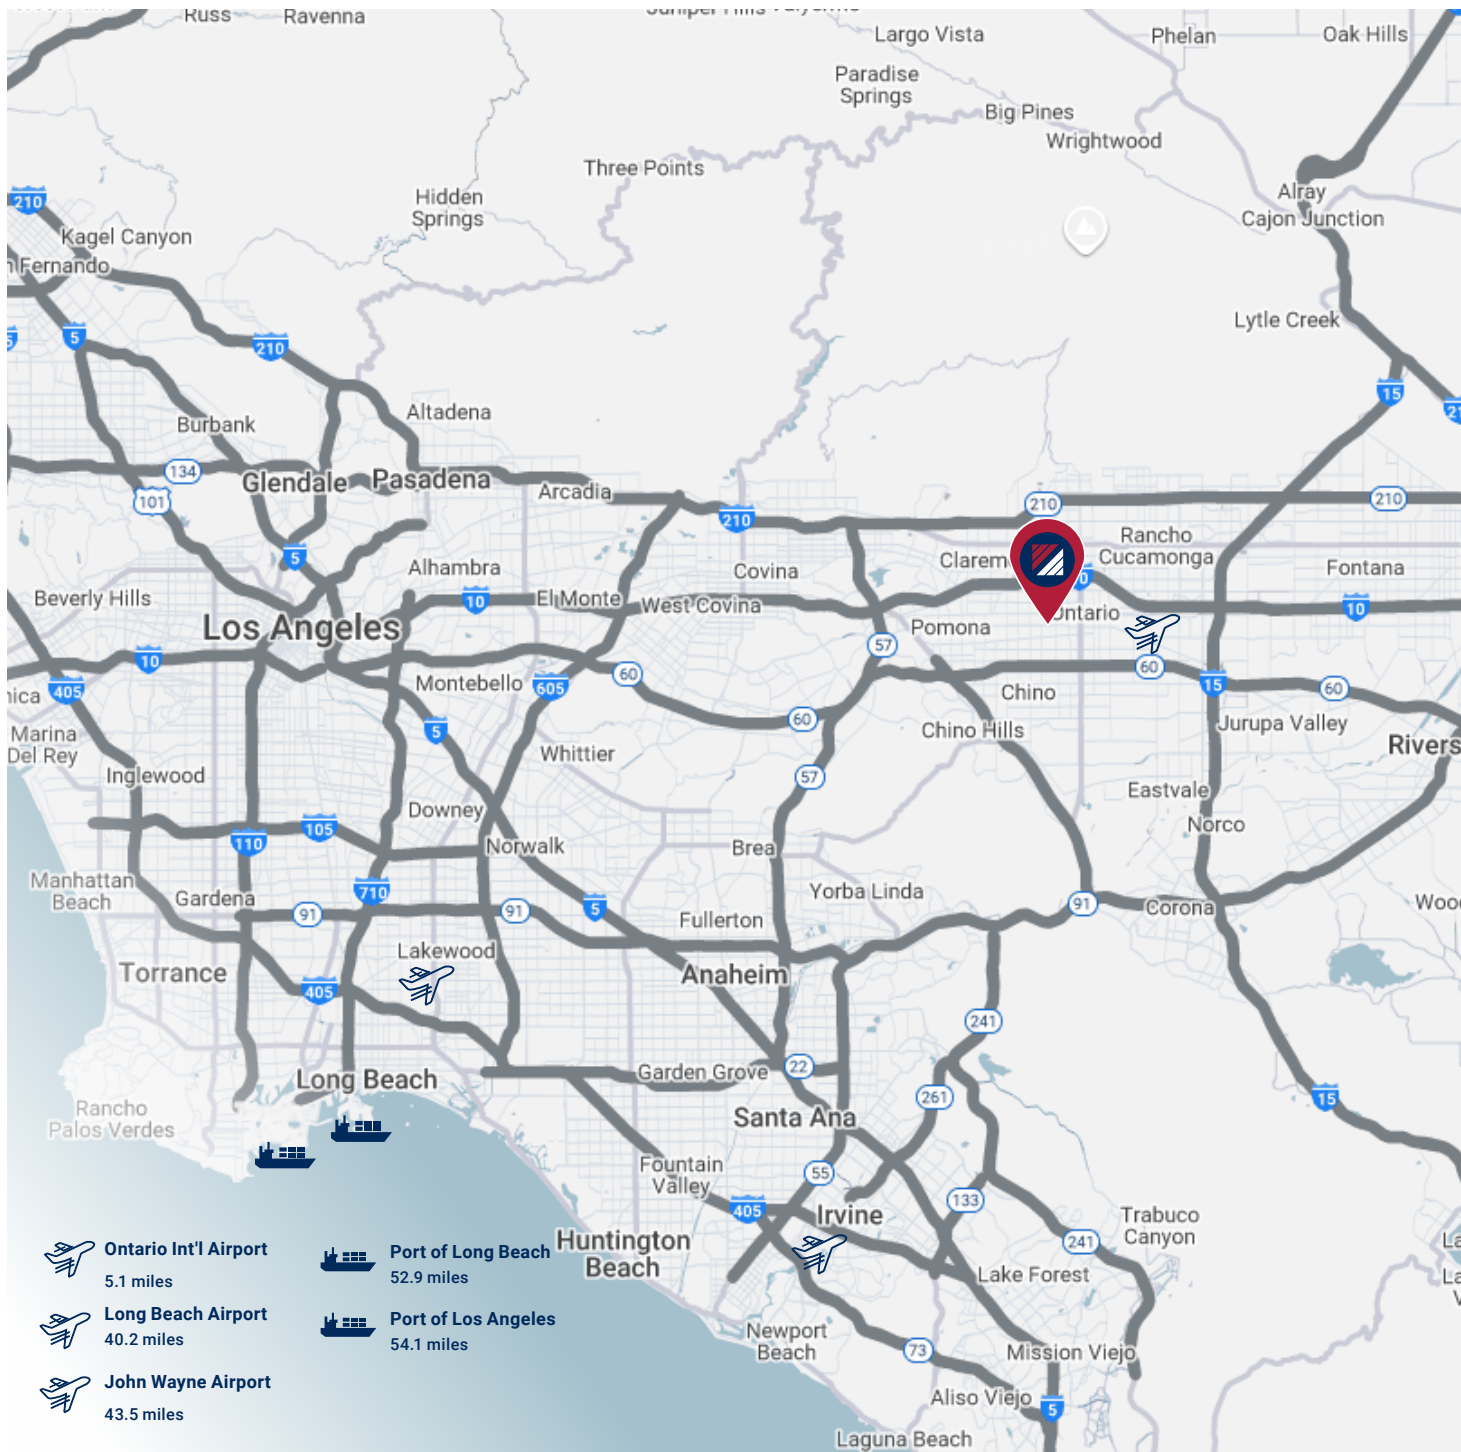 Russ
Ravenna
Largo Vista
Phelan
Oak Hills
Paradise
Springs
Big Pines
Wrightwood
Three Points
Hidden
Springs
Alray
Cajon Junction
210
Kagel Canyon
Fernando
Lytle Creek
5
210
15
Altadena
Burbank
134
Glendale
Pasadena
101
Arcadia
210
210
210
Rancho
Cucamonga
5
Alhambra
Covina
Clarem
Fontana
Beverly Hills
10
El Monte
West Covina
10
Los Angeles
Pomona
Ontario
57
10
405
Montebello
605
60
60
15
60
Chino
Marina
Del Rey
5
60
Chino Hills
Jurupa Valley
Rivers
Whittier
57
Inglewood
Eastvale
Downey
Norco
110
105
Norwalk
Brea
Manhattan
Beach
Gardena
710
Yorba Linda
91
91
5
Fullerton
91
Corona
Lakewood
Torrance
405
Anaheim
241
Long Beach
Garden Grove
22
261
15
Rancho
Palos Verdes
Santa Ana
Fountain
Valley
55
133
405
Irvine
Trabuco
Canyon
241
Huntington
Beach
Lake Forest
Newport
Beach
73
Mission Viejo
Aliso Viejo
5
Laguna Beach
Ontario Int'l Airport
5.1 miles
Long Beach Airport
40.2 miles
John Wayne Airport
43.5 miles
Port of Long Beach
52.9 miles
Port of Los Angeles
54.1 miles